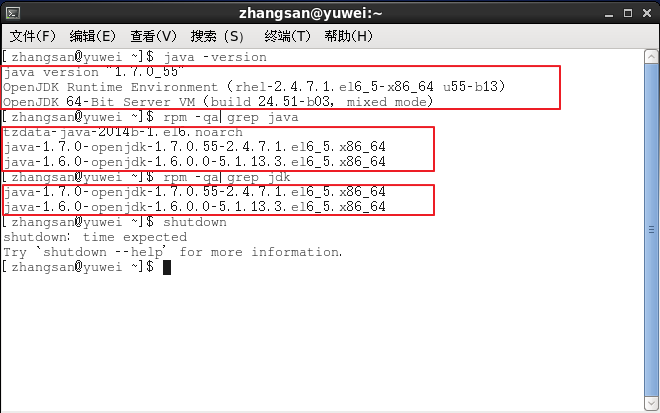 zhangsan@yuwei:~
文件(F) 编辑(E) 查看(V) 搜索 (S) 终端(T) 帮助(H)
[zhangsan@yuwei ~]$ java -version
java version "1.7.0_55"
OpenJDK Runtime Environment (rhel-2.4.7.1.el6_5-x86_64 u55-b13)
OpenJDK 64-Bit Server VM (build 24.51-b03, mixed mode)
[zhangsan@yuwei ~]$ rpm -qa|grep java
tzdata-java-2014b-1.el6.noarch
java-1.7.0-openjdk-1.7.0.55-2.4.7.1.el6_5.x86_64
java-1.6.0-openjdk-1.6.0.0-5.1.13.3.el6_5.x86_64
[zhangsan@yuwei ~]$ rpm -qa|grep jdk
java-1.7.0-openjdk-1.7.0.55-2.4.7.1.el6_5.x86_64
java-1.6.0-openjdk-1.6.0.0-5.1.13.3.el6_5.x86_64
[zhangsan@yuwei ~]$ shutdown
shutdown: time expected
Try `shutdown --help' for more information.
[zhangsan@yuwei ~]$